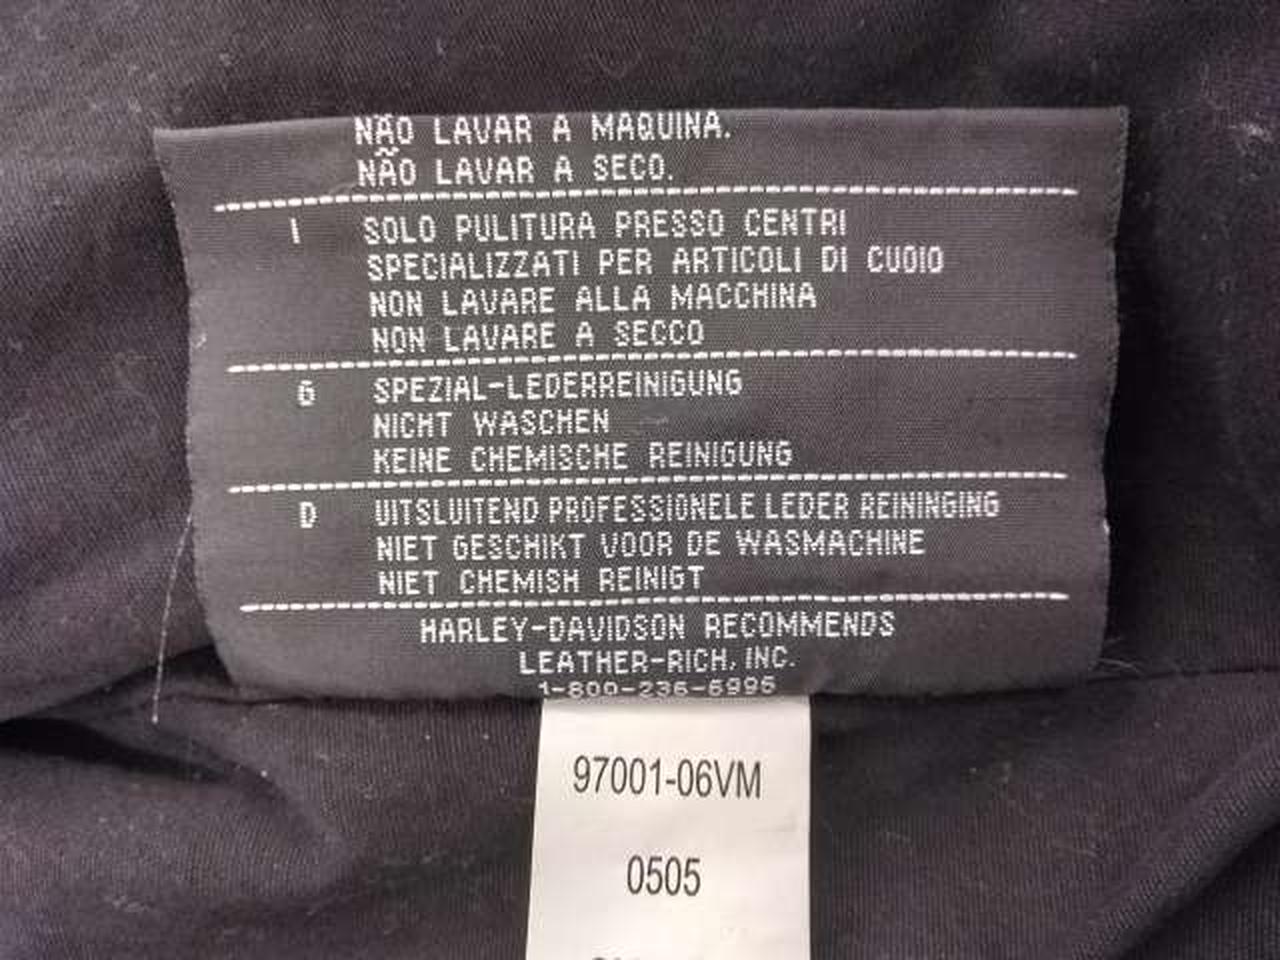 NÃO LAVAR A MAQUINA.
NÃO LAVAR A SECO.
I SOLO PULITURA PRESSO CENTRI
SPECIALIZZATI PER ARTICOLI DI CUOIO
NON LAVARE ALLA MACCHINA
NON LAVARE A SECCO
G SPEZIAL-LEDERREINIGUNG
NICHT WASCHEN
KEINE CHEMISCHE REINIGUNG
D UITSLUITEND PROFESSIONELE LEDER REININGING
NIET GESCHIKT VOOR DE WASMACHINE
NIET CHEMISH REINIGT
HARLEY-DAVIDSON RECOMMENDS
LEATHER-RICH, INC.
1-800-236-6996
97001-06VM
0505